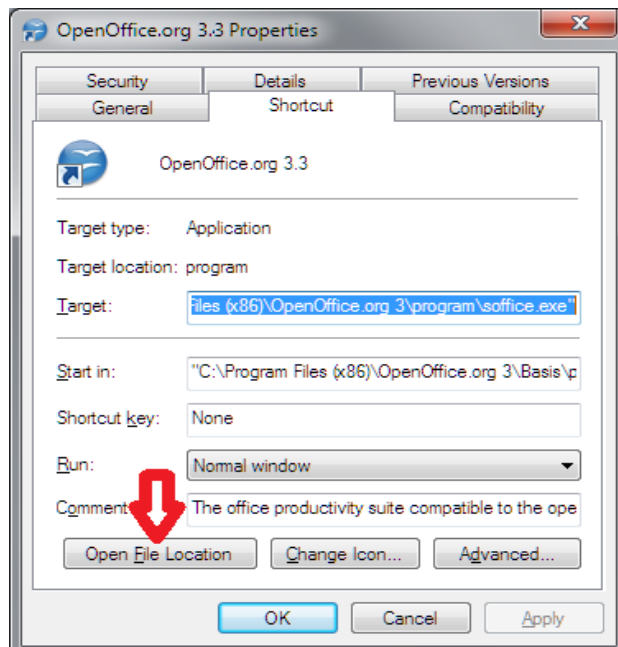 OpenOffice.org 3.3 Properties
Security Details Previous Versions
General Shortcut Compatibility
OpenOffice.org 3.3
Target type: Application
Target location: program
Target: Files (x86)\OpenOffice.org 3\program\soffice.exe"
Start in: "C:\Program Files (x86)\OpenOffice.org 3\Basis\p
Shortcut key: None
Run: Normal window
Comment The office productivity suite compatible to the ope
Open File Location Change Icon... Advanced...
OK Cancel Apply